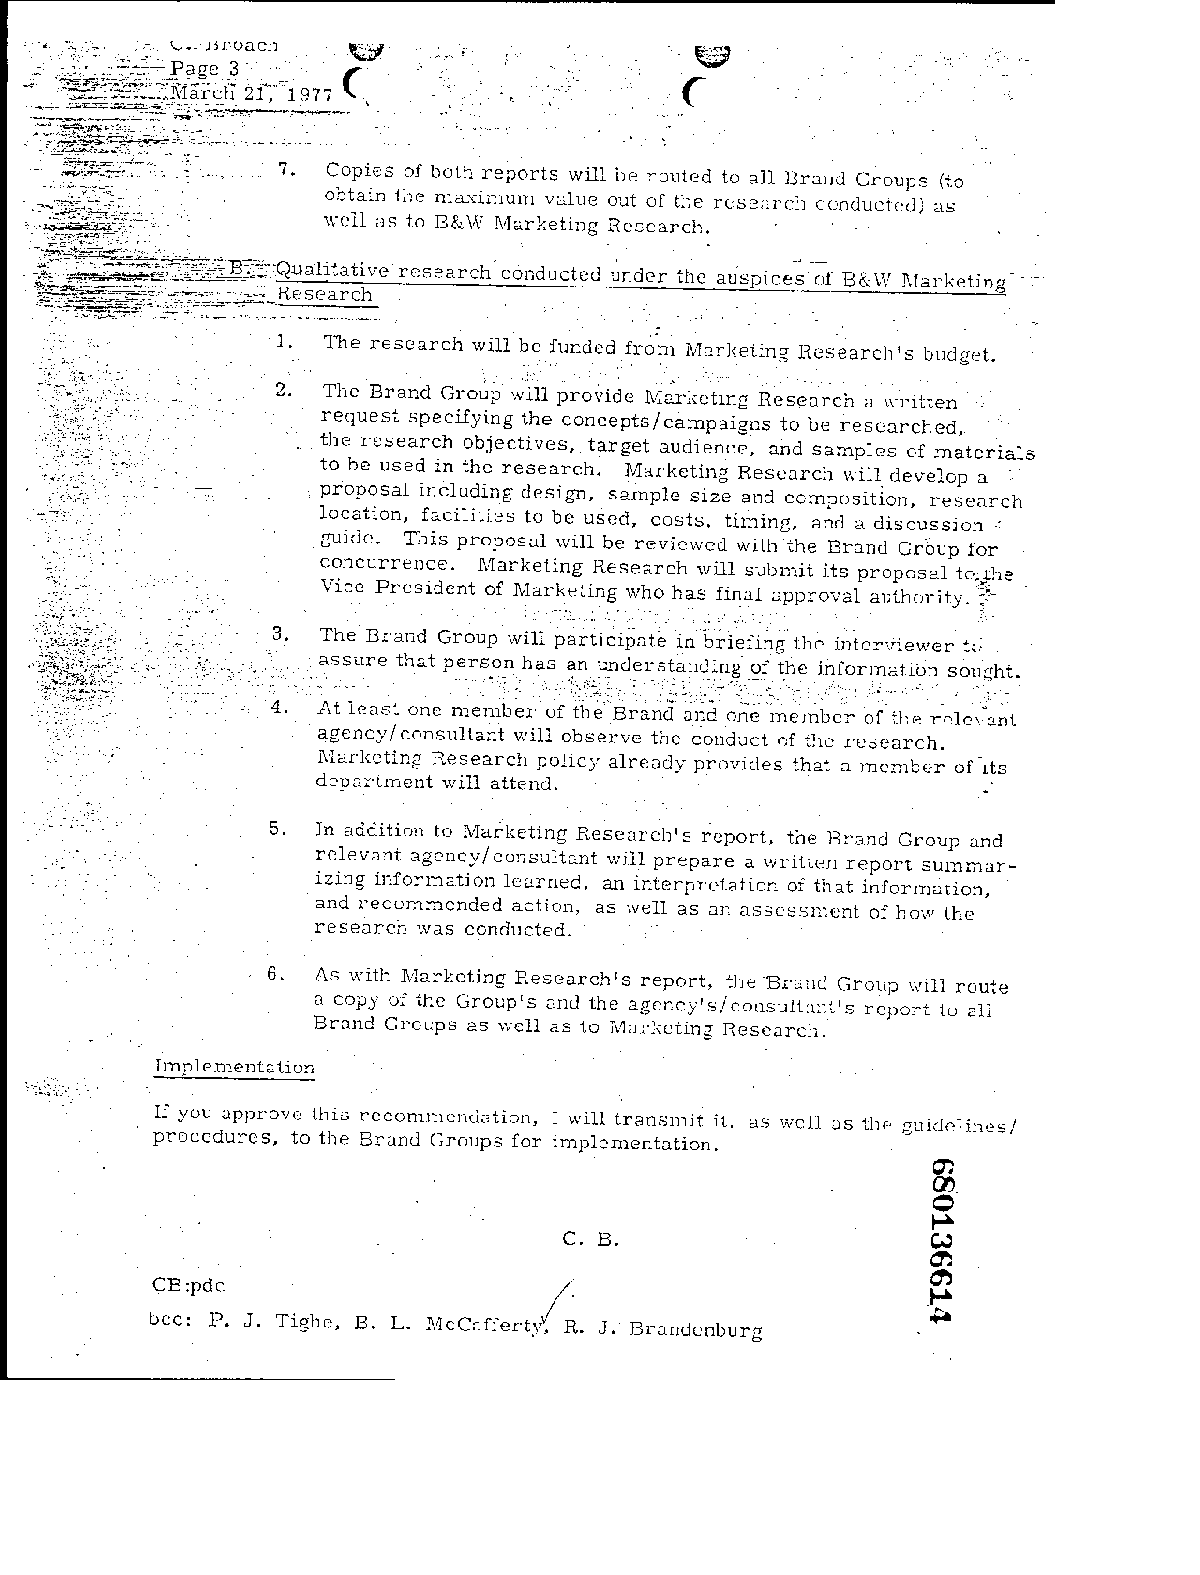 C. Broach
Page 3
March 21, 1977
7. Copies of both reports will be routed to all Brand Groups (to
obtain the maximum value out of the research conducted) as
well as to B&W Marketing Research.
B. Qualitative research conducted under the auspices of B&W Marketing
Research
1. The research will be funded from Marketing Research's budget.
2. The Brand Group will provide Marketing Research a written
request specifying the concepts/campaigns to be researched,
the research objectives, target audience, and samples of materials
to be used in the research. Marketing Research will develop a
proposal including design, sample size and composition, research
location, facilities to be used, costs, timing, and a discussion
guide. This proposal will be reviewed with the Brand Group for
concurrence. Marketing Research will submit its proposal to the
Vice President of Marketing who has final approval authority.
3. The Brand Group will participate in briefing the interviewer to
assure that person has an understanding of the information sought.
4. At least one member of the Brand and one member of the relevant
agency/consultant will observe the conduct of the research.
Marketing Research policy already provides that a member of its
department will attend.
5. In addition to Marketing Research's report, the Brand Group and
relevant agency/consultant will prepare a written report summar-
izing information learned, an interpretation of that information,
and recommended action, as well as an assessment of how the
research was conducted.
6. As with Marketing Research's report, the Brand Group will route
a copy of the Group's and the agency's/consultant's report to all
Brand Groups as well as to Marketing Research.
Implementation
If you approve this recommendation, I will transmit it, as well as the guidelines/
procedures, to the Brand Groups for implementation.
C. B.
CB:pdc
bcc: P. J. Tighe, B. L. McCafferty, R. J. Brandenburg
680136614